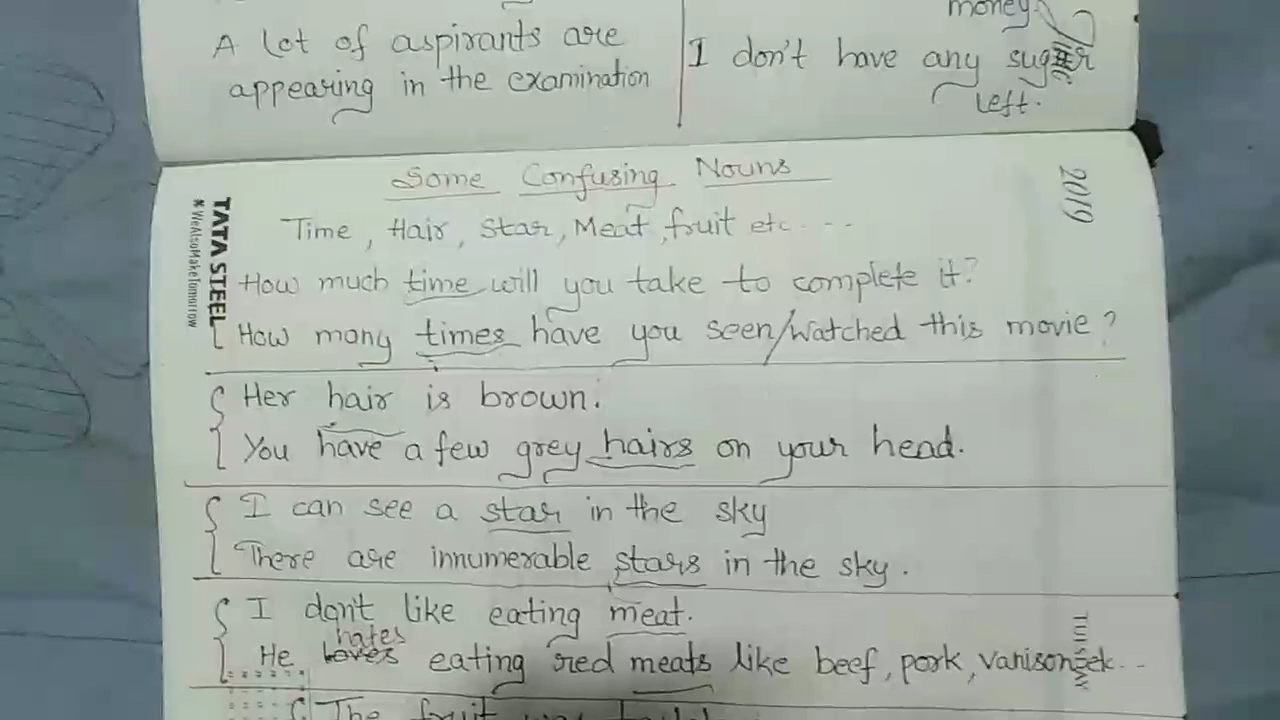 money.
A lot of aspirants are
appearing in the examination
I don't have any sugar
left.
Some Confusing Nouns
2019
TATA STEEL
#WeAlsoMakeTomorrow
Time, Hair, Star, Meat, fruit etc....
How much time will you take to complete it?
How many times have you seen/watched this movie?
Her hair is brown.
You have a few grey hairs on your head.
I can see a star in the sky
There are innumerable stars in the sky.
I don't like eating meat.
hates
He loves eating red meats like beef, pork, vanison etc...
The fruit was